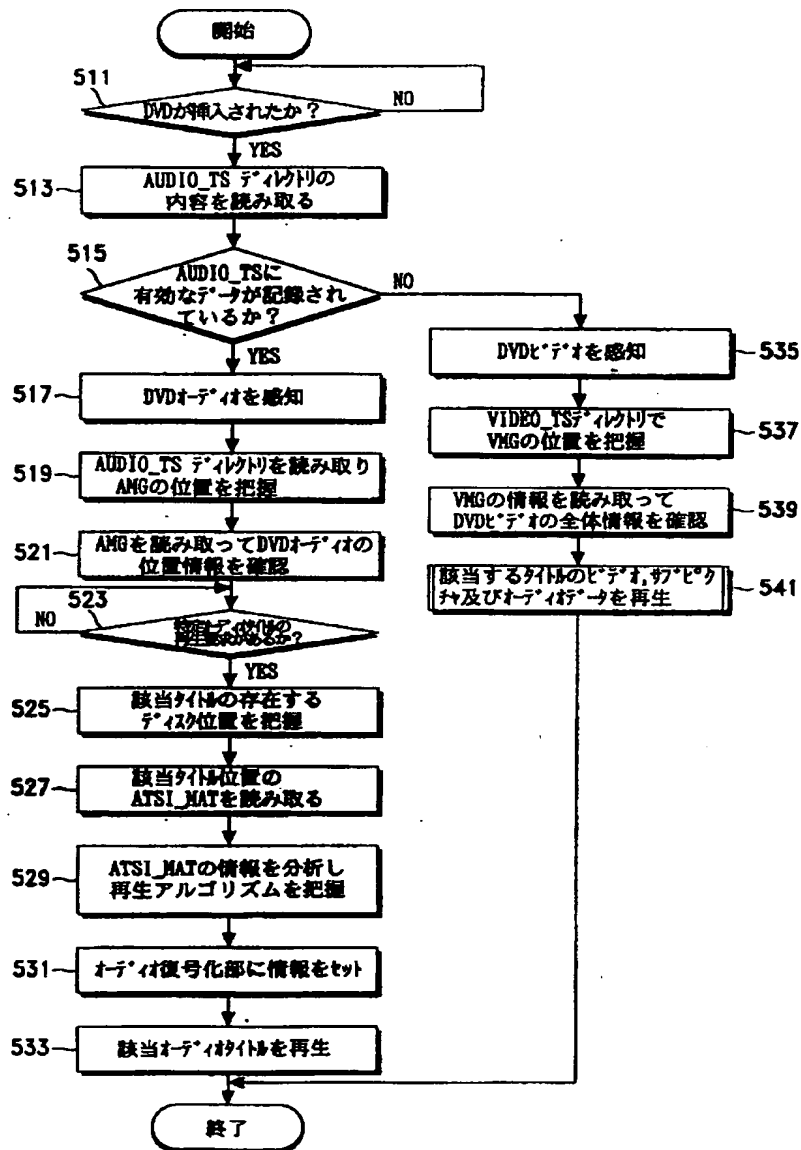 開始
511
DVDが挿入されたか？
NO
YES
513
AUDIO_TS ディレクトリの
内容を読み取る
515
AUDIO_TSに
有効なデータが記録され
ているか？
NO
YES
517
DVDオーディオを感知
519
AUDIO_TS ディレクトリを読み取り
AMGの位置を把握
521
AMGを読み取ってDVDオーディオの
位置情報を確認
523
NO
再生要求があるか？
YES
525
該当タイトルの存在する
ディスク位置を把握
527
該当タイトル位置の
ATSI_MATを読み取る
529
ATSI_MATの情報を分析し
再生アルゴリズムを把握
531
オーディオ復号化部に情報をセット
533
該当オーディオタイトルを再生
DVDビデオを感知
535
VIDEO_TSディレクトリで
VMGの位置を把握
537
VMGの情報を読み取って
DVDビデオの全体情報を確認
539
該当するタイトルのビデオ,サブピク
チャ及びオーディオデータを再生
541
終了